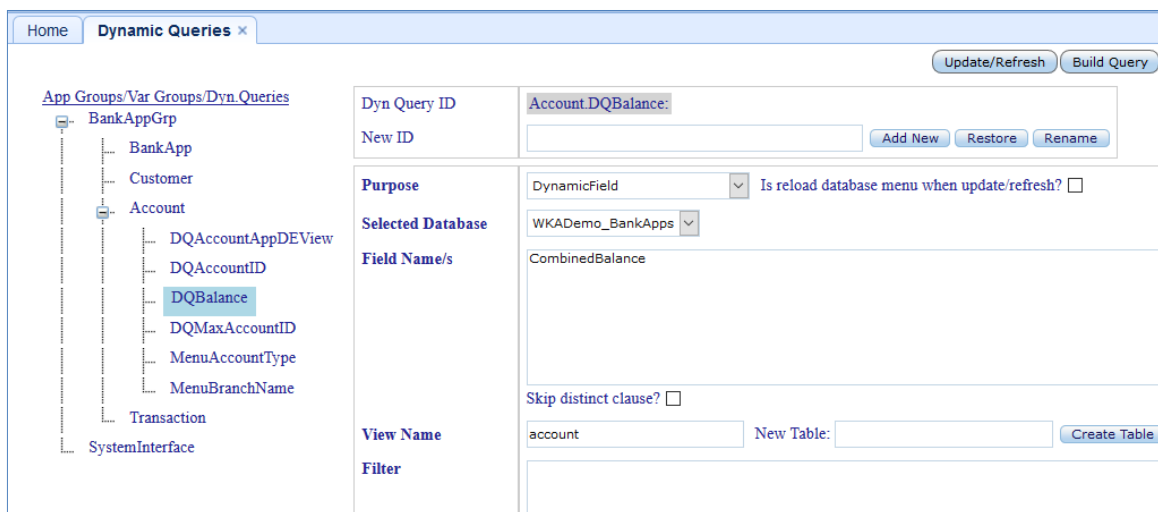 Home Dynamic Queries ×
Update/Refresh Build Query
App Groups/Var Groups/Dyn.Queries
BankAppGrp
BankApp
Customer
Account
DQAccountAppDEView
DQAccountID
DQBalance
DQMaxAccountID
MenuAccountType
MenuBranchName
Transaction
SystemInterface
Dyn Query ID Account.DQBalance:
New ID Add New Restore Rename
Purpose DynamicField Is reload database menu when update/refresh?
Selected Database WKADemo_BankApps
Field Name/s CombinedBalance
Skip distinct clause?
View Name account New Table: Create Table
Filter